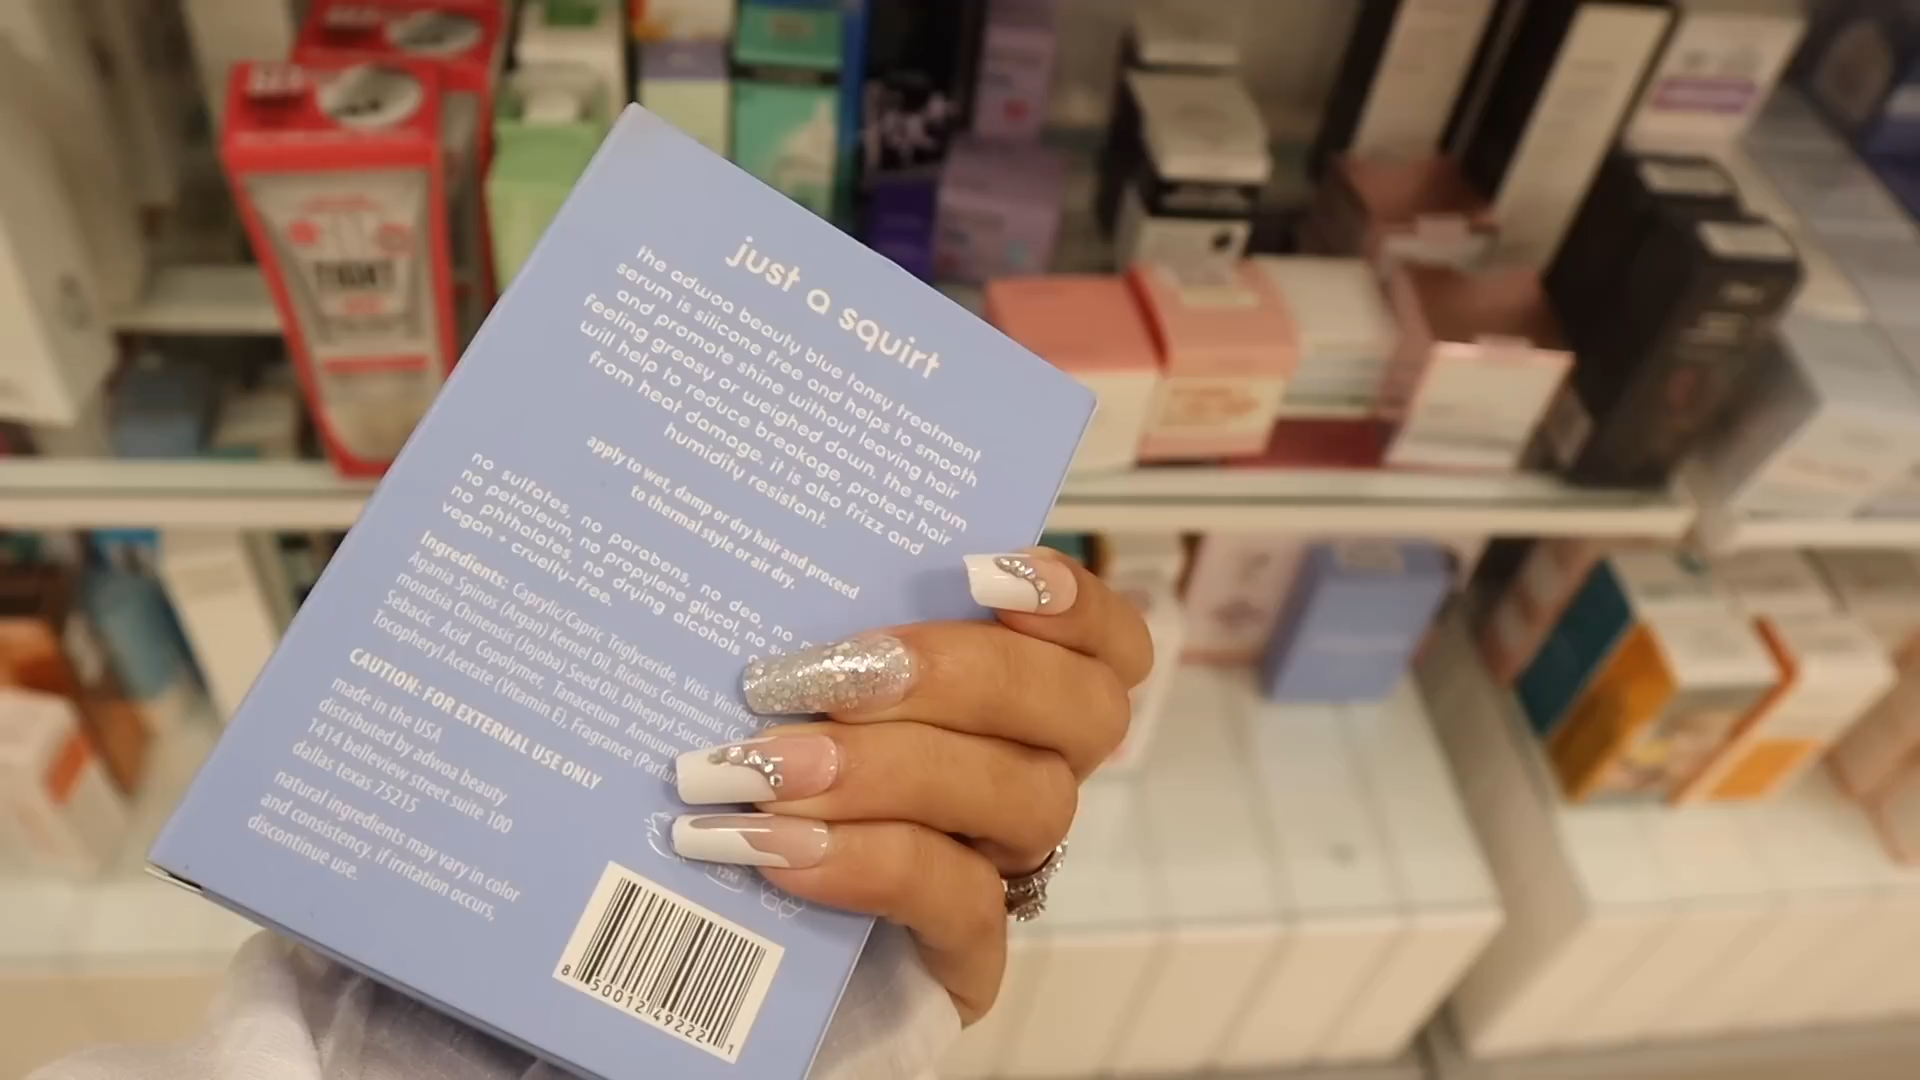 just a squirt
the adwoa beauty blue tansy treatment
serum is silicone free and helps to smooth
and promote shine without leaving hair
feeling greasy or weighed down. the serum
will help to reduce breakage, protect hair
from heat damage. it is also frizz and
humidity resistant.
apply to wet, damp or dry hair and proceed
to thermal style or air dry.
no sulfates, no parabens, no dea, no
no petroleum, no propylene glycol, no
no phthalates, no drying alcohols
vegan + cruelty-free.
Ingredients: Caprylic/Capric Triglyceride, Vitis
Agania Spinos (Argan) Kernel Oil, Ricinus Communis
mondsia Chinensis (Jojoba) Seed Oil, Diheptyl
Sebacic Acid Copolymer, Tanacetum Annuum
Tocopheryl Acetate (Vitamin E), Fragrance
CAUTION: FOR EXTERNAL USE ONLY
made in the USA
distributed by adwoa beauty
1414 belleview street suite 100
dallas texas 75215
natural ingredients may vary in color
and consistency. if irritation occurs,
discontinue use.
12M
8 50012 49222 1
TIGHT